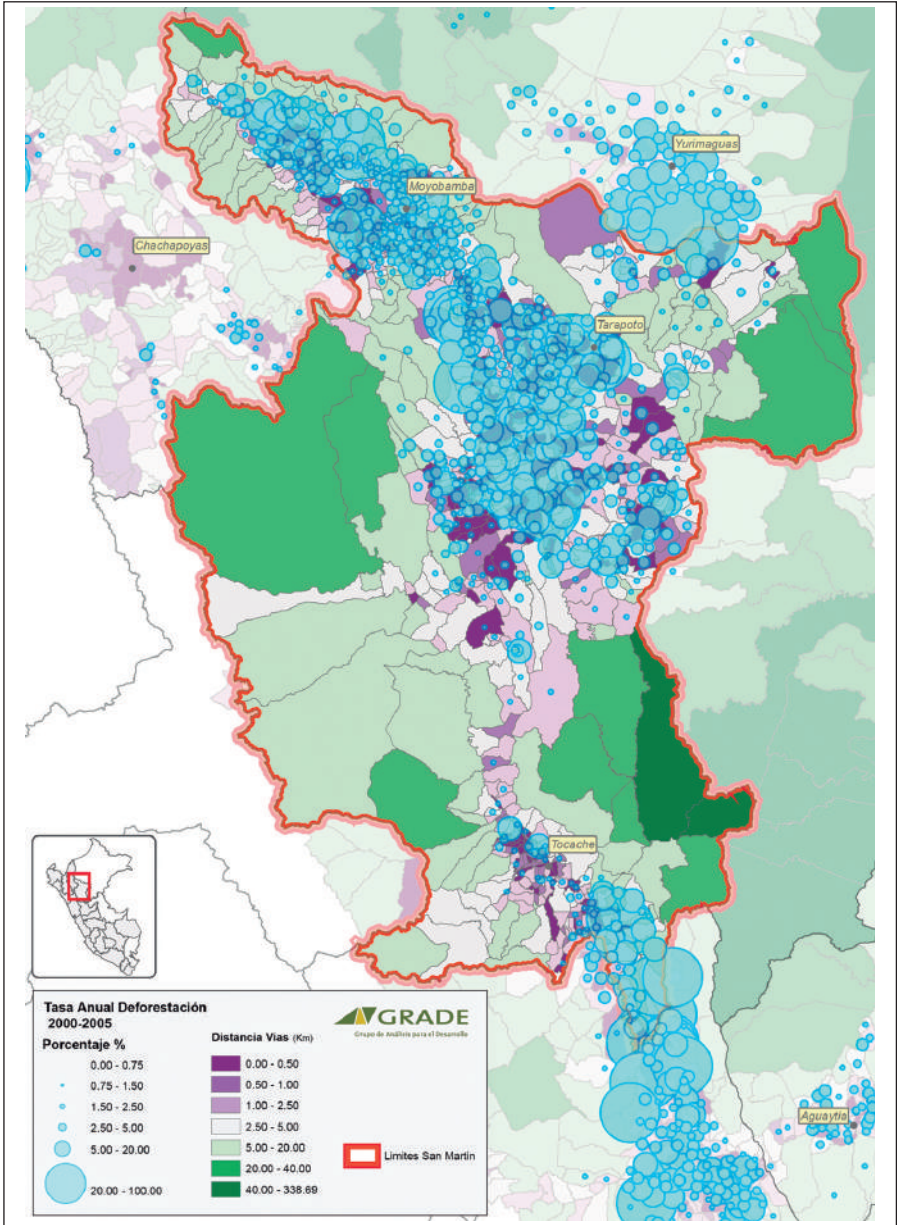 Yurimaguas
Moyobamba
Chachapoyas
Tarapoto
Tocache
Aguaytia
Tasa Anual Deforestación
2000-2005
Porcentaje %
0.00 - 0.75
0.75 - 1.50
1.50 - 2.50
2.50 - 5.00
5.00 - 20.00
20.00 - 100.00
Distancia Vias (Km)
0.00 - 0.50
0.50 - 1.00
1.00 - 2.50
2.50 - 5.00
5.00 - 20.00
20.00 - 40.00
40.00 - 338.69
GRADE
Grupo de Análisis para el Desarrollo
Limites San Martin